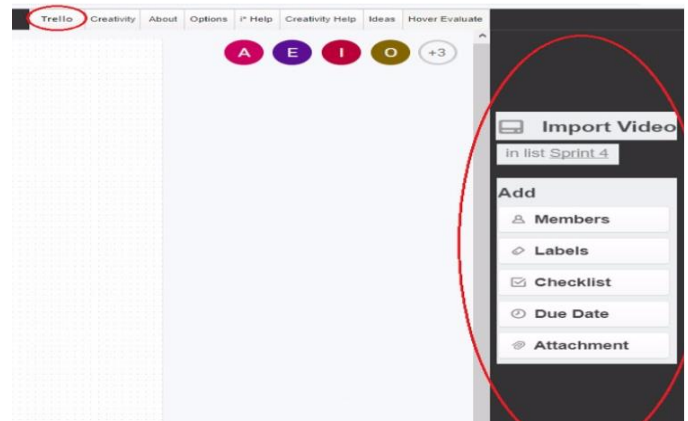 Trello Creativity About Options i* Help Creativity Help Ideas Hover Evaluate
A E I O +3
Import Video
in list Sprint 4
Add
Members
Labels
Checklist
Due Date
Attachment